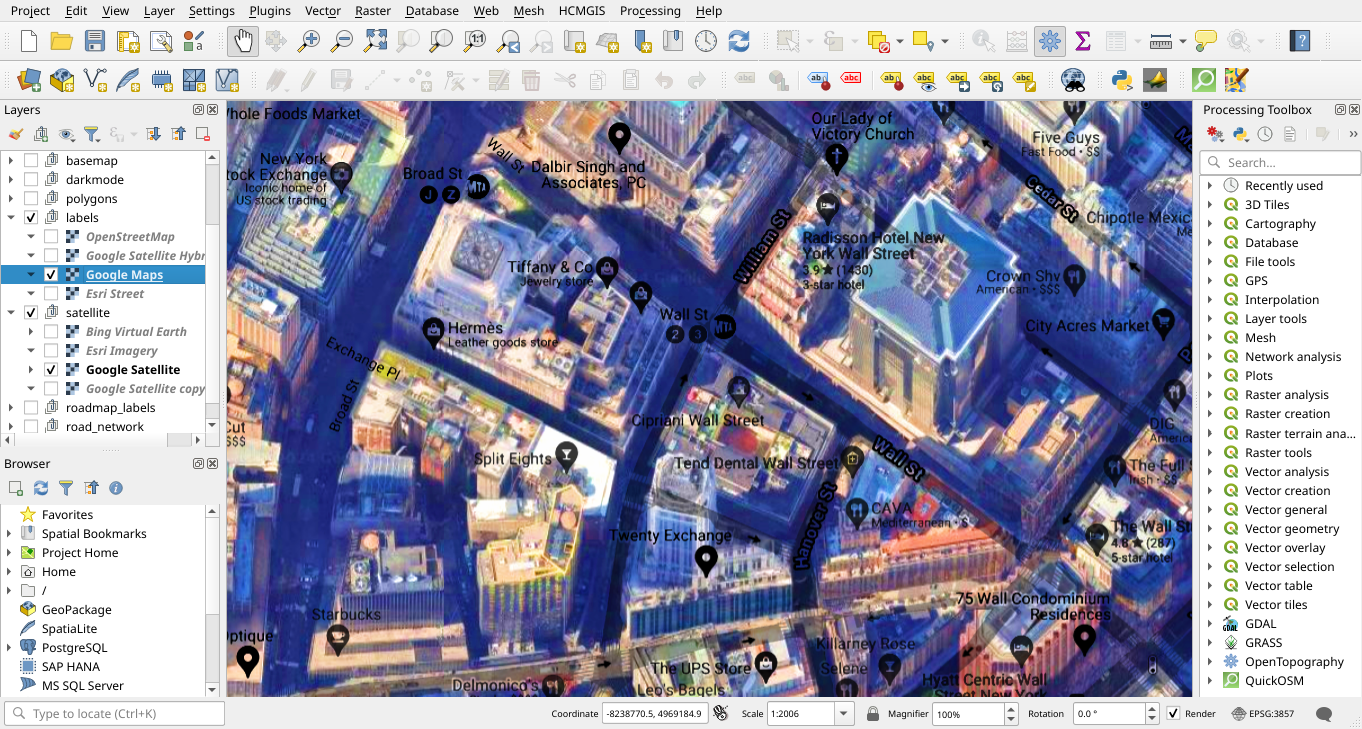 Project Edit View Layer Settings Plugins Vector Raster Database Web Mesh HCMGIS Processing Help
Layers
basemap
darkmode
polygons
labels
OpenStreetMap
Google Satellite Hybr
Google Maps
Esri Street
satellite
Bing Virtual Earth
Esri Imagery
Google Satellite
Google Satellite copy
roadmap_labels
road_network
Browser
Favorites
Spatial Bookmarks
Project Home
Home
/
GeoPackage
SpatiaLite
PostgreSQL
SAP HANA
MS SQL Server
Whole Foods Market
New York
tock Exchange
Iconic home of
US stock trading
Broad St
J Z MTA
Wall St
Dalbir Singh and
Associates, PC
Our Lady of
Victory Church
Five Guys
Fast Food • $$
Cedar St
Chipotle Mexic
William St
Radisson Hotel New
York Wall Street
3.9 ★ (1430)
3-star hotel
Tiffany & Co
Jewelry store
Crown Shy
American • $$$
Wall St
2 3 MTA
City Acres Market
Hermès
Leather goods store
Exchange Pl
Broad St
Cipriani Wall Street
Cut
$$$
DIG
America
Split Eights
Tend Dental Wall Street
Wall St
The Full S
Irish • $$
CAVA
Mediterranean • $
Hanover St
Twenty Exchange
The Wall St
4.8 ★ (287)
5-star hotel
75 Wall Condominium
Residences
Starbucks
optique
Killarney Rose
The UPS Store
Selene
Delmonico's
Leo's Bagels
Hyatt Centric Wall
Street New York
Processing Toolbox
Search...
Recently used
3D Tiles
Cartography
Database
File tools
GPS
Interpolation
Layer tools
Mesh
Network analysis
Plots
Raster analysis
Raster creation
Raster terrain ana...
Raster tools
Vector analysis
Vector creation
Vector general
Vector geometry
Vector overlay
Vector selection
Vector table
Vector tiles
GDAL
GRASS
OpenTopography
QuickOSM
Type to locate (Ctrl+K)
Coordinate -8238770.5, 4969184.9 Scale 1:2006 Magnifier 100% Rotation 0.0 ° Render EPSG:3857